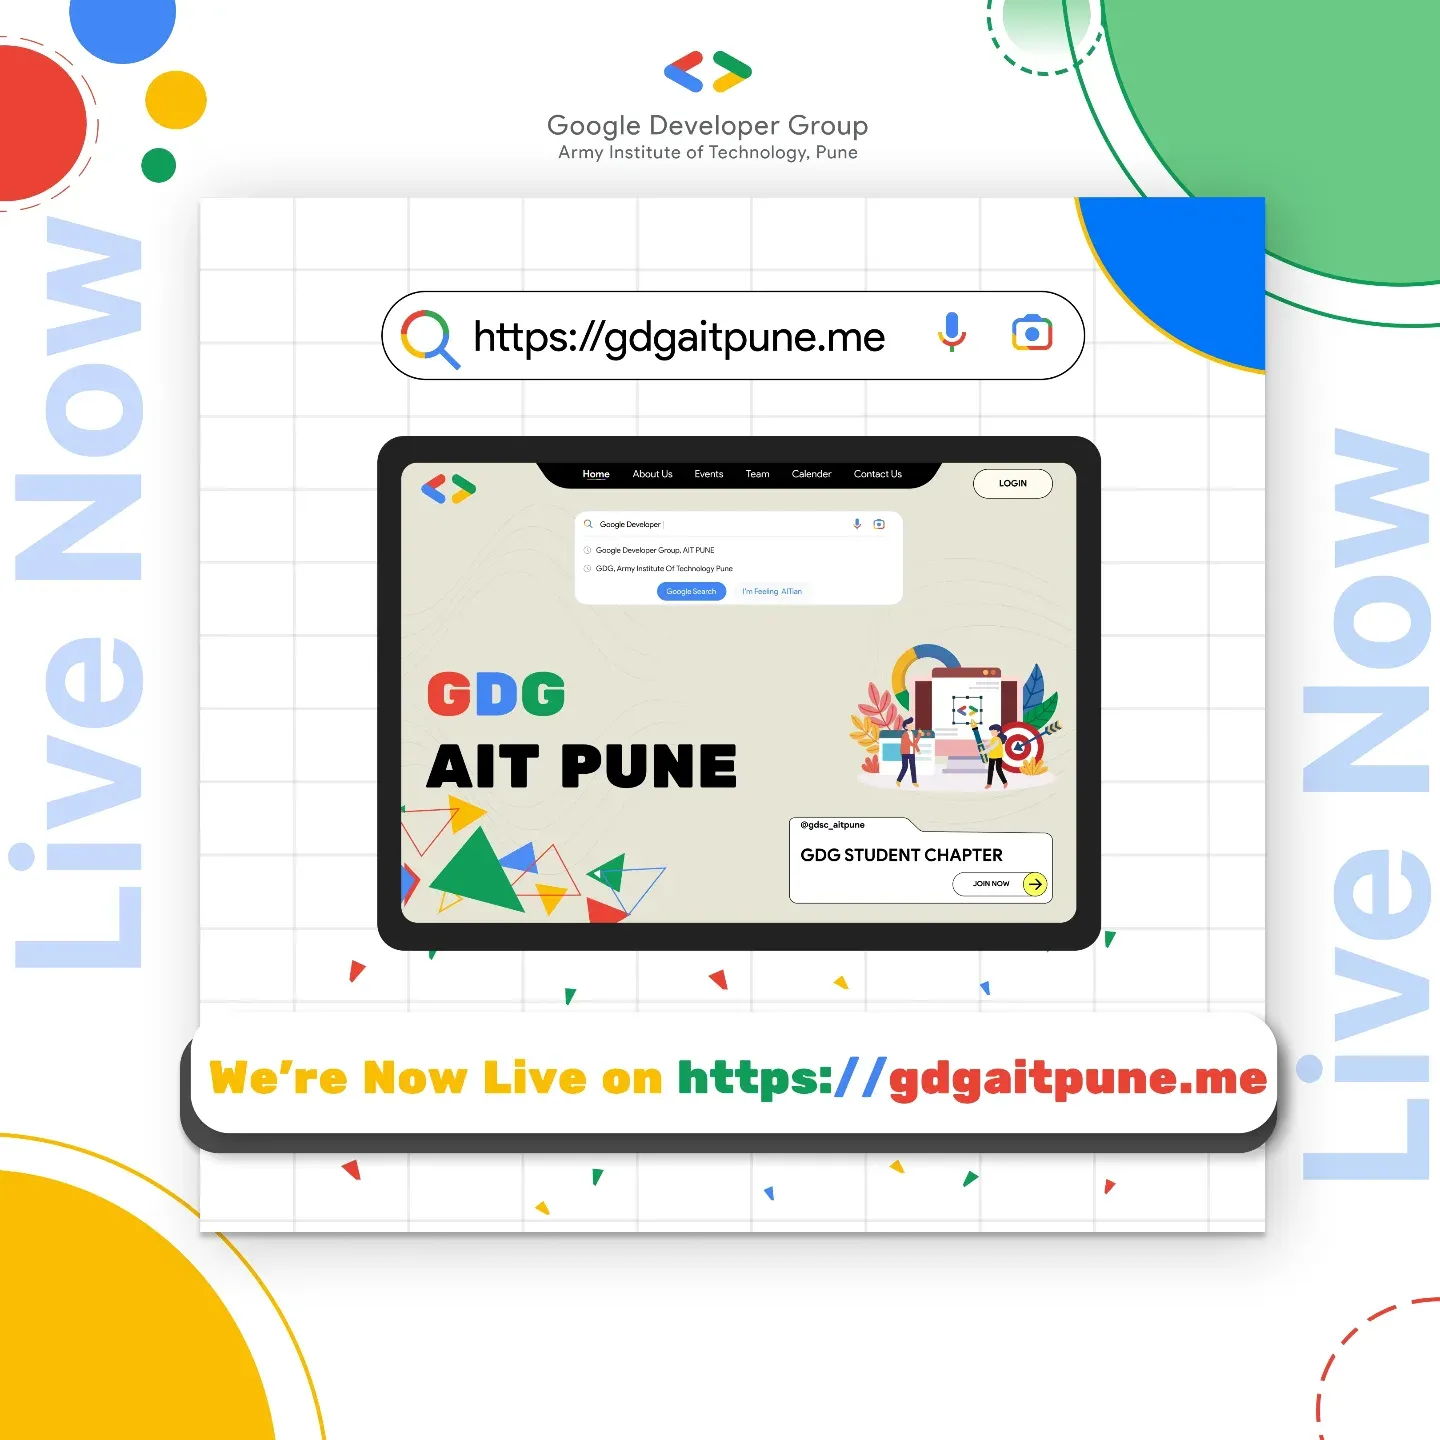 Google Developer Group
Army Institute of Technology, Pune
Live Now
https://gdgaitpune.me
Home About Us Events Team Calender Contact Us
LOGIN
Google Developer
Google Developer Group, AIT PUNE
GDG, Army Institute Of Technology Pune
Google Search I'm Feeling AITian
GDG
AIT PUNE
@gdsc_aitpune
GDG STUDENT CHAPTER
JOIN NOW
Live Now
We’re Now Live on https://gdgaitpune.me